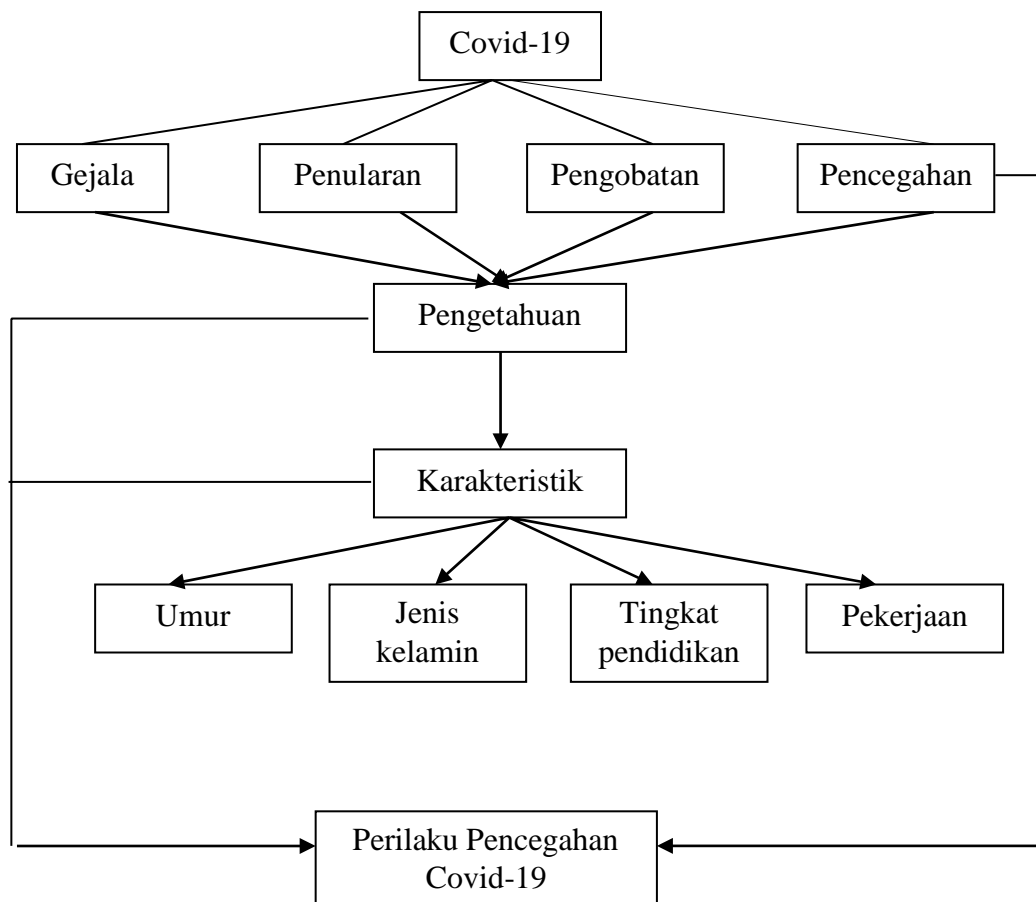 Covid-19
Gejala
Penularan
Pengobatan
Pencegahan
Pengetahuan
Karakteristik
Umur
Jenis
kelamin
Tingkat
pendidikan
Pekerjaan
Perilaku Pencegahan
Covid-19